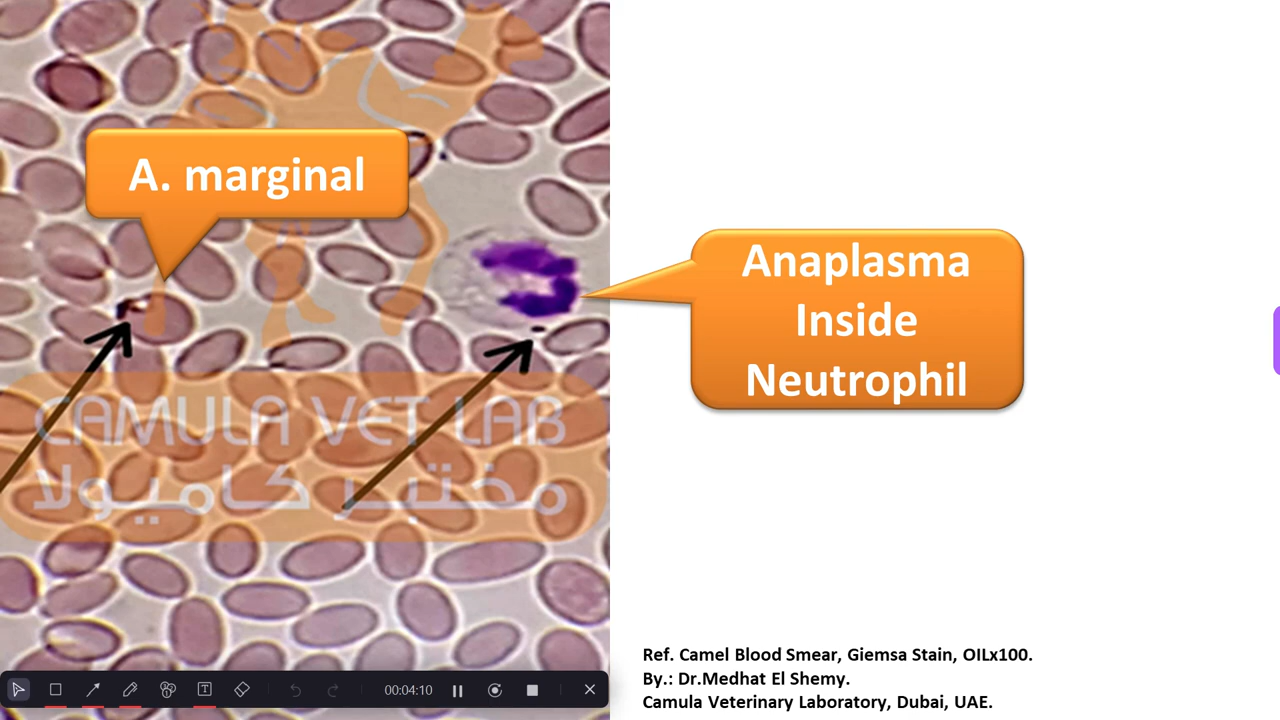 A. marginal
Anaplasma
Inside
Neutrophil
CAMULA VET LAB
مختبر كاميولا
00:04:10
Ref. Camel Blood Smear, Giemsa Stain, OILx100.
By.: Dr.Medhat El Shemy.
Camula Veterinary Laboratory, Dubai, UAE.